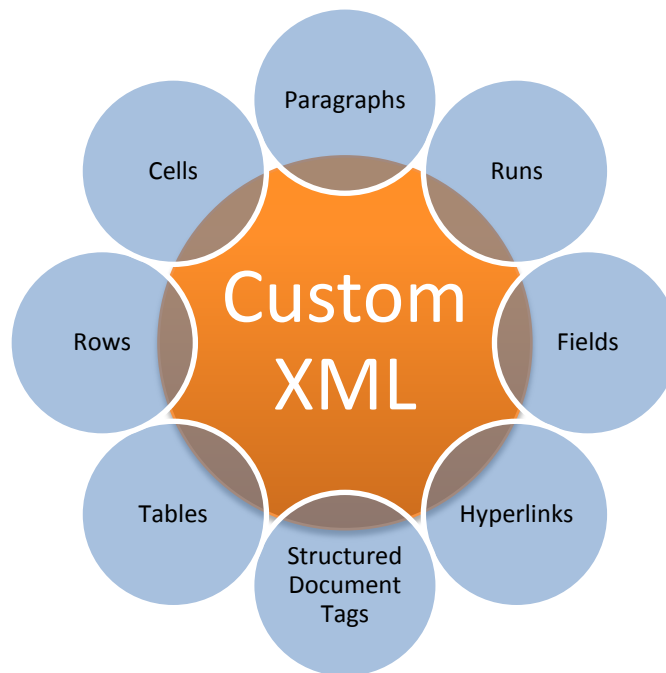 Paragraphs
Cells
Runs
Custom
XML
Rows
Fields
Tables
Hyperlinks
Structured
Document
Tags